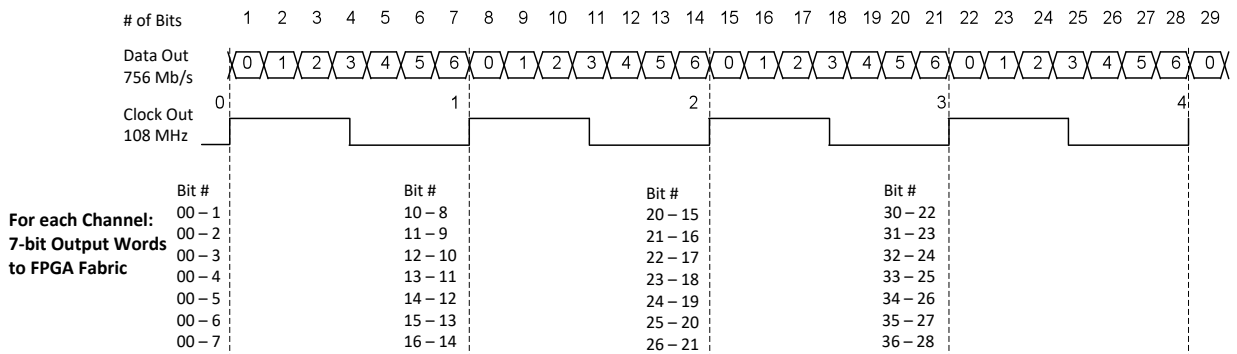 # of Bits 1 2 3 4 5 6 7 8 9 10 11 12 13 14 15 16 17 18 19 20 21 22 23 24 25 26 27 28 29
Data Out
756 Mb/s
0 1 2 3 4 5 6 0 1 2 3 4 5 6 0 1 2 3 4 5 6 0 1 2 3 4 5 6 0
0 1 2 3 4
Clock Out
108 MHz
For each Channel:
7-bit Output Words
to FPGA Fabric
Bit #
00 – 1
00 – 2
00 – 3
00 – 4
00 – 5
00 – 6
00 – 7
Bit #
10 – 8
11 – 9
12 – 10
13 – 11
14 – 12
15 – 13
16 – 14
Bit #
20 – 15
21 – 16
22 – 17
23 – 18
24 – 19
25 – 20
26 – 21
Bit #
30 – 22
31 – 23
32 – 24
33 – 25
34 – 26
35 – 27
36 – 28